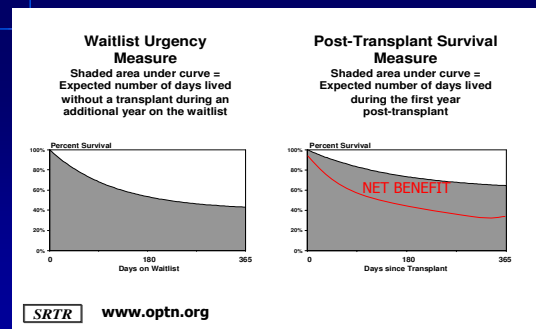 Waitlist Urgency
Measure
Shaded area under curve =
Expected number of days lived
without a transplant during an
additional year on the waitlist
Percent Survival
100%
80%
60%
40%
20%
0%
0
180
365
Days on Waitlist
Post-Transplant Survival
Measure
Shaded area under curve =
Expected number of days lived
during the first year
post-transplant
Percent Survival
100%
80%
60%
40%
20%
0%
NET BENEFIT
0
180
365
Days since Transplant
SRTR www.optn.org